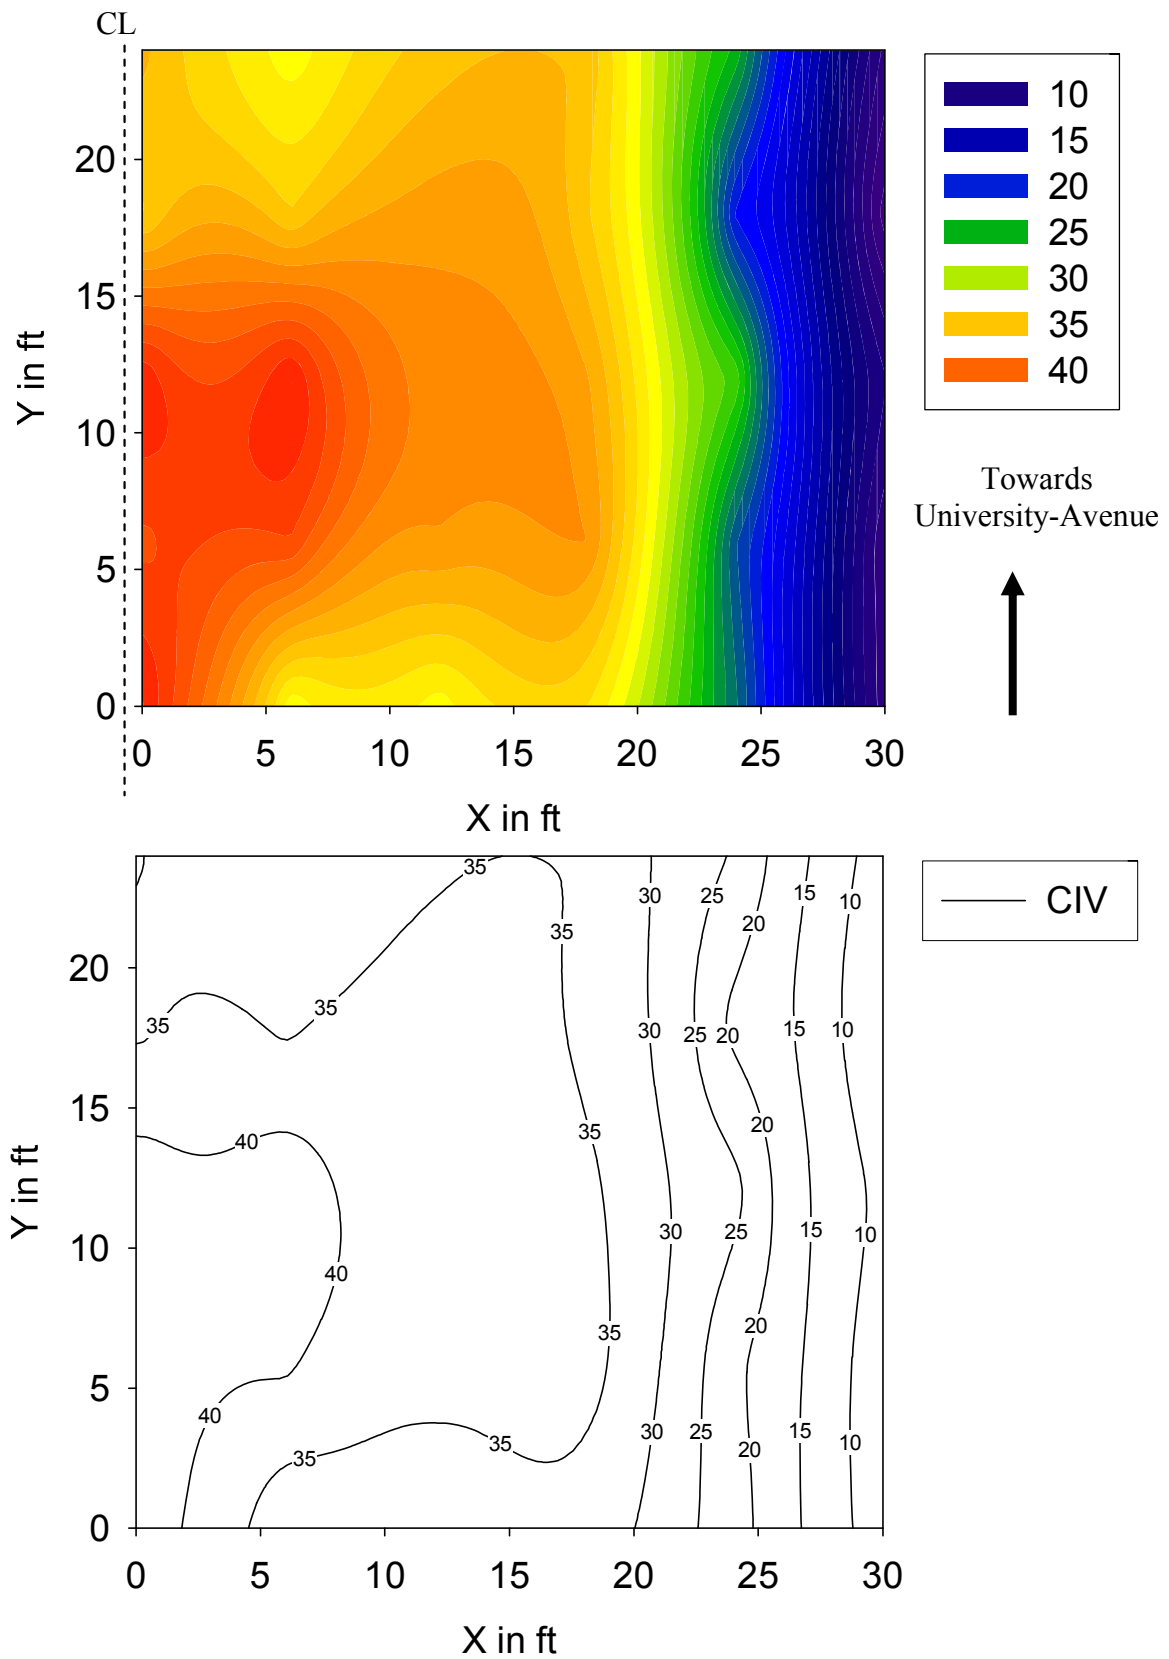 CL
10
15
20
25
30
35
40
Towards
University-Avenue
Y in ft
20
15
10
5
0
0 5 10 15 20 25 30
X in ft
CIV
Y in ft
20
15
10
5
0
35 35 30 25 20 15 10
35 35 30 25 20 15 10
40 35 20
40 30 25 15 10
35 20
40 35 35 30 25 20 15 10
0 5 10 15 20 25 30
X in ft